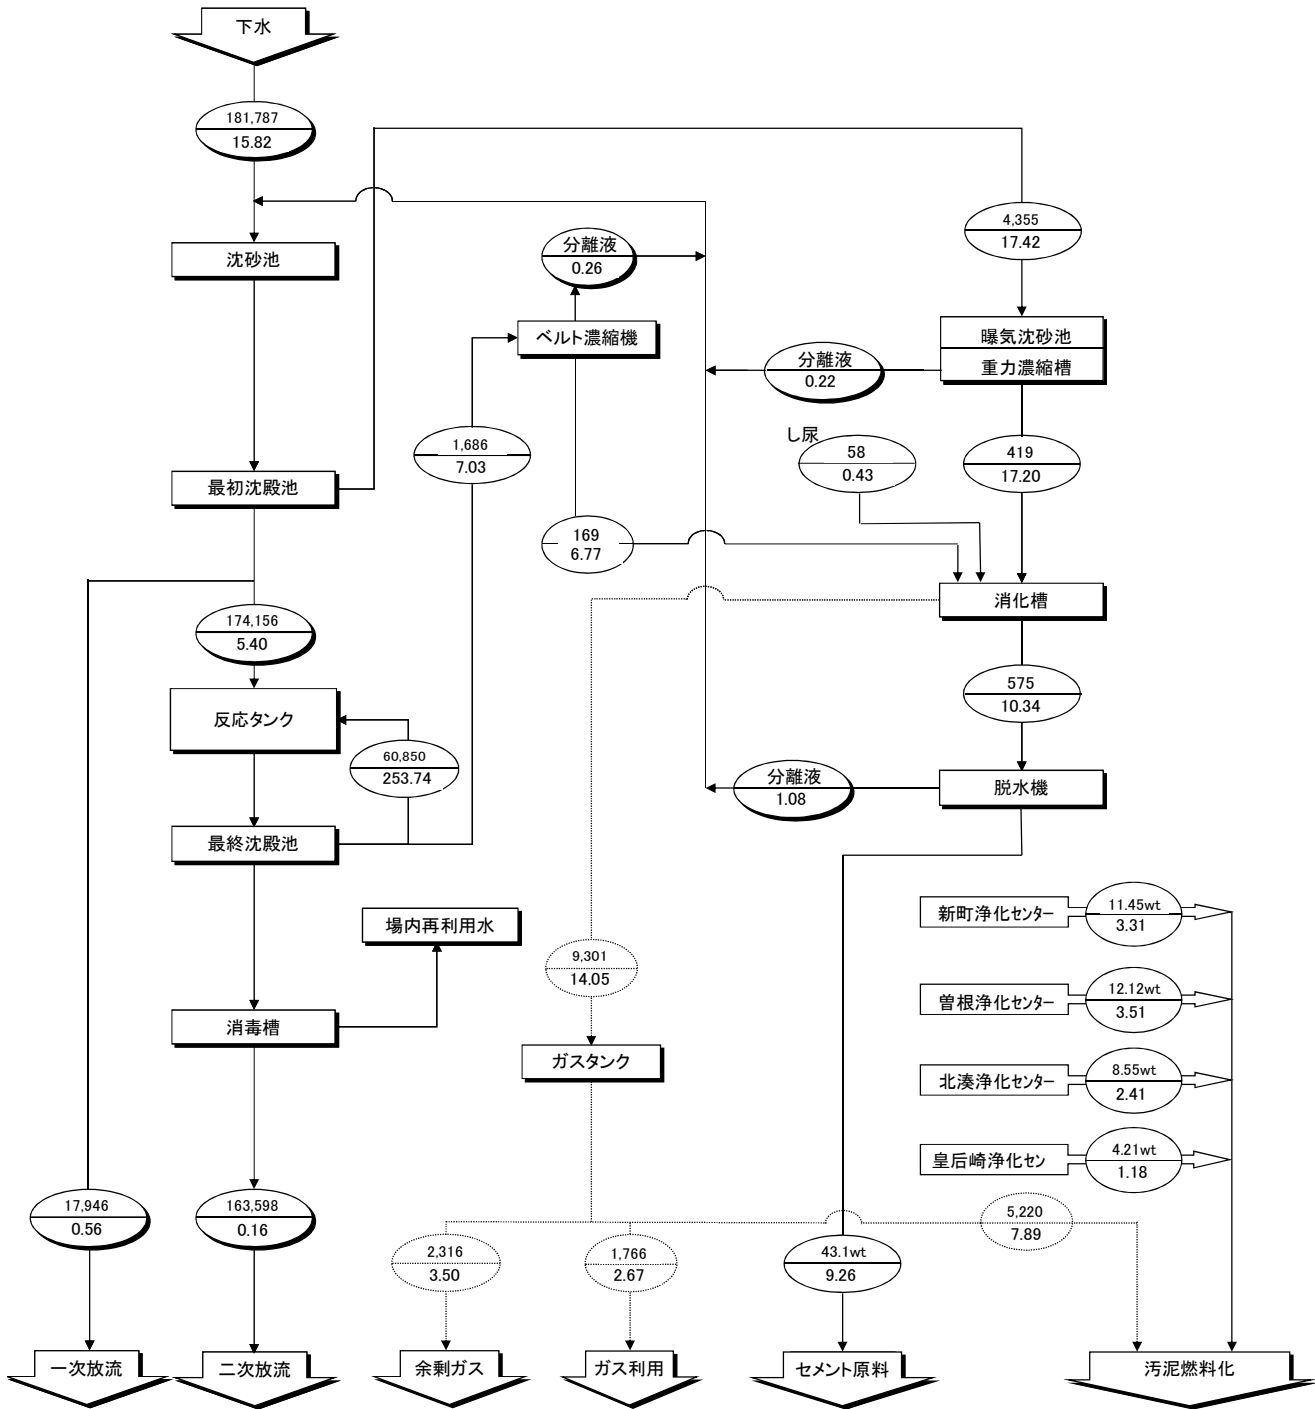 下水
181,787
15.82
沈砂池
最初沈殿池
174,156
5.40
反応タンク
60,850
253.74
最終沈殿池
場内再利用水
消毒槽
17,946
0.56
163,598
0.16
一次放流
二次放流
分離液
0.26
ベルト濃縮機
1,686
7.03
169
6.77
4,355
17.42
曝気沈砂池
重力濃縮槽
分離液
0.22
し尿
58
0.43
419
17.20
消化槽
575
10.34
脱水機
分離液
1.08
9,301
14.05
ガスタンク
2,316
3.50
1,766
2.67
43.1wt
9.26
5,220
7.89
新町浄化センター
11.45wt
3.31
曽根浄化センター
12.12wt
3.51
北湊浄化センター
8.55wt
2.41
皇后崎浄化セン
4.21wt
1.18
余剰ガス
ガス利用
セメント原料
汚泥燃料化